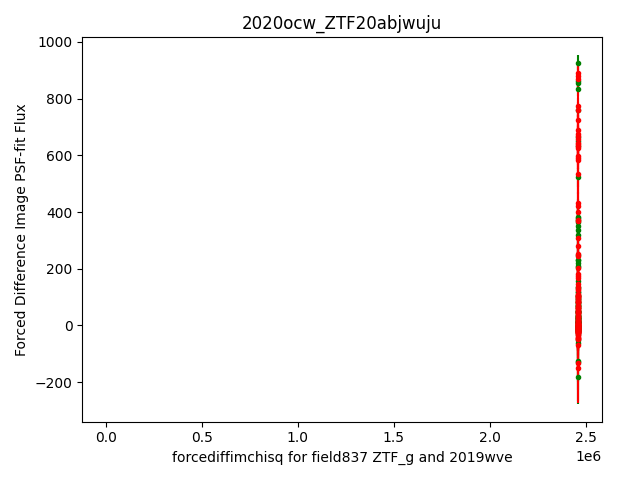 2020ocw_ZTF20abjwuju
1000
800
600
400
200
0
−200
Forced Difference Image PSF-fit Flux
0.0 0.5 1.0 1.5 2.0 2.5
1e6
forcediffimchisq for field837 ZTF_g and 2019wve